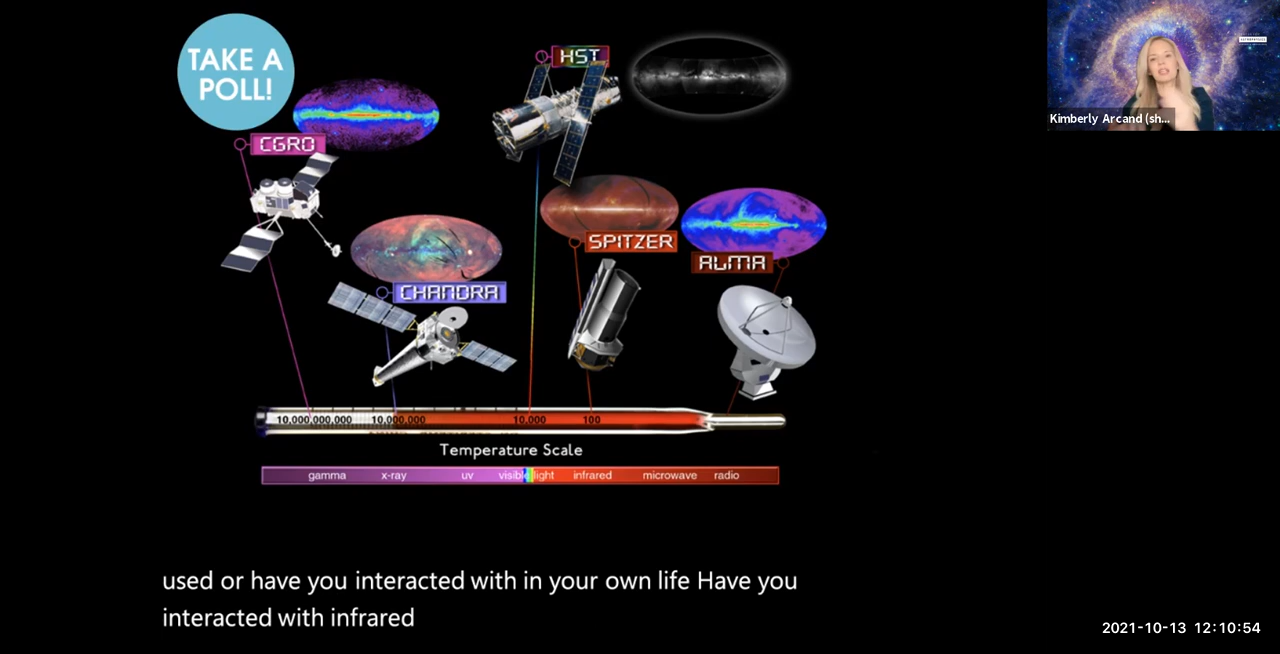 TAKE A
POLL!
HST
CGRO
SPITZER
ALMA
CHANDRA
10,000,000,000 10,000,000 10,000 100
Temperature Scale
gamma x-ray uv visible light infrared microwave radio
used or have you interacted with in your own life Have you
interacted with infrared
Kimberly Arcand (sh...
2021-10-13 12:10:54